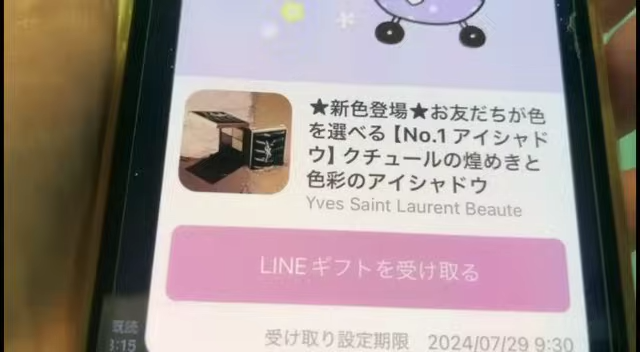 ★新色登場★お友だちが色
を選べる【No.1 アイシャド
ウ】クチュールの煌めきと
色彩のアイシャドウ
Yves Saint Laurent Beaute
LINEギフトを受け取る
受け取り設定期限 2024/07/29 9:30
既読